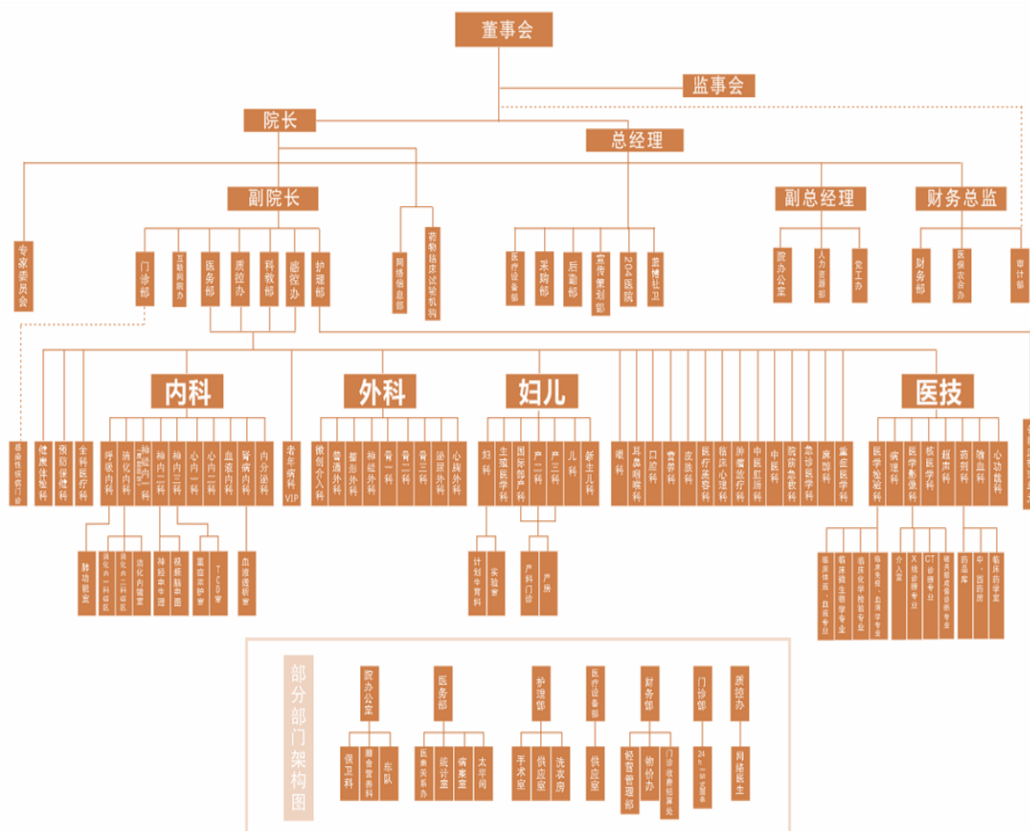 董事会
监事会
院长
总经理
副院长
副总经理
财务总监
专家委员会
门诊部
互联网院办
医务部
质控办
科教部
感控办
护理部
网络信息部
药物临床试验机构
医疗设备部
采购部
后勤部
宣传策划部
204医院
院办公室
人力资源部
党工办
财务部
医保农合办
审计部
内科
外科
妇儿
医技
健康体检科
预防保健科
全科医疗科
呼吸内科
消化内科
神经内一科
神内二科
神内三科
心内一科
心内二科
血液内科
肾病内科
内分泌科
老年病科VIP
微创介入科
普通外科
整形外科
神经外科
骨一科
骨二科
骨三科
泌尿外科
心胸外科
妇科
生殖医学科
国际部产科
产二科
产三科
儿科
新生儿科
眼科
耳鼻咽喉科
口腔科
营养科
皮肤科
医疗美容科
临床心理科
肿瘤放疗科
中医肛肠科
中医科
院前急救科
急诊医学科
麻醉科
重症医学科
医学检验科
病理科
医学影像科
核医学科
超声科
药剂科
输血科
心功能科
肺功能室
消化内一科病区
消化内二科病区
消化内镜室
神经电生理
视频脑电图
重症监护室
TCD室
血液透析室
计划生育科
实验室
产科门诊
产房
临床体液、血液专业
临床微生物学专业
临床化学检验专业
临床免疫、血清学专业
介入室
X线诊断专业
CT诊断专业
磁共振成像诊断专业
药品库
中、西药房
临床药学室
部分部门架构图
院办公室
医务部
护理部
医疗设备部
财务部
门诊部
质控办
保卫科
膳食营养科
车队
医患关系办
统计室
病案室
太平间
手术室
供应室
洗衣房
供应室
经营管理部
物价办
门诊收费结算处
网络医生